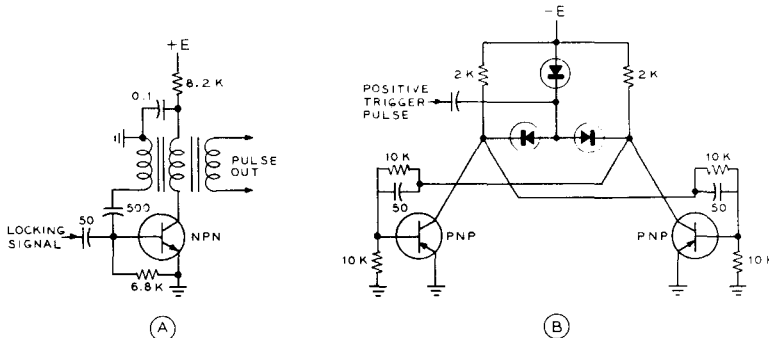 +E
8.2 K
0.1
PULSE
OUT
500
50
LOCKING
SIGNAL
NPN
6.8 K
A
-E
2 K
2 K
POSITIVE
TRIGGER
PULSE
10 K
50
PNP
10 K
10 K
50
PNP
10 K
B